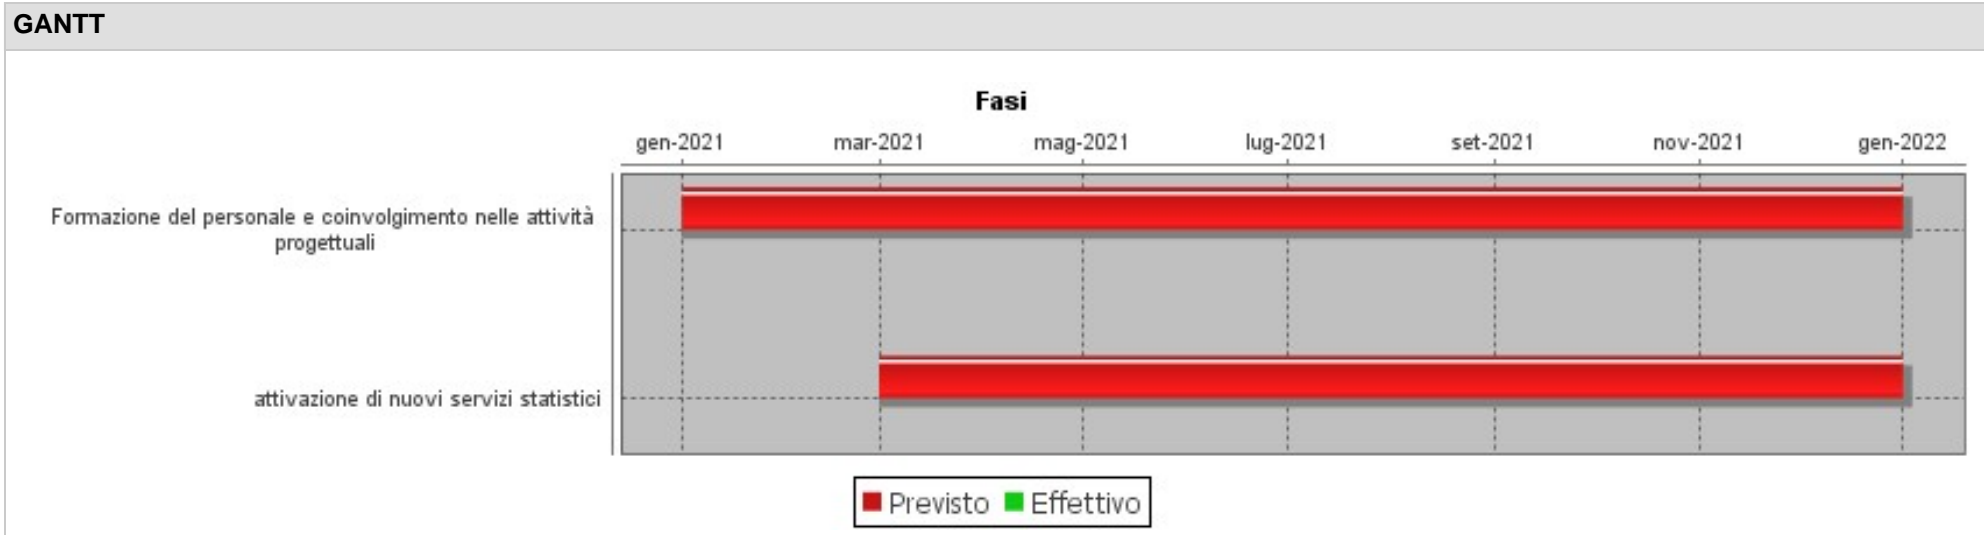 GANTT
Fasi
gen-2021 mar-2021 mag-2021 lug-2021 set-2021 nov-2021 gen-2022
Formazione del personale e coinvolgimento nelle attività
progettuali
attivazione di nuovi servizi statistici
Previsto Effettivo